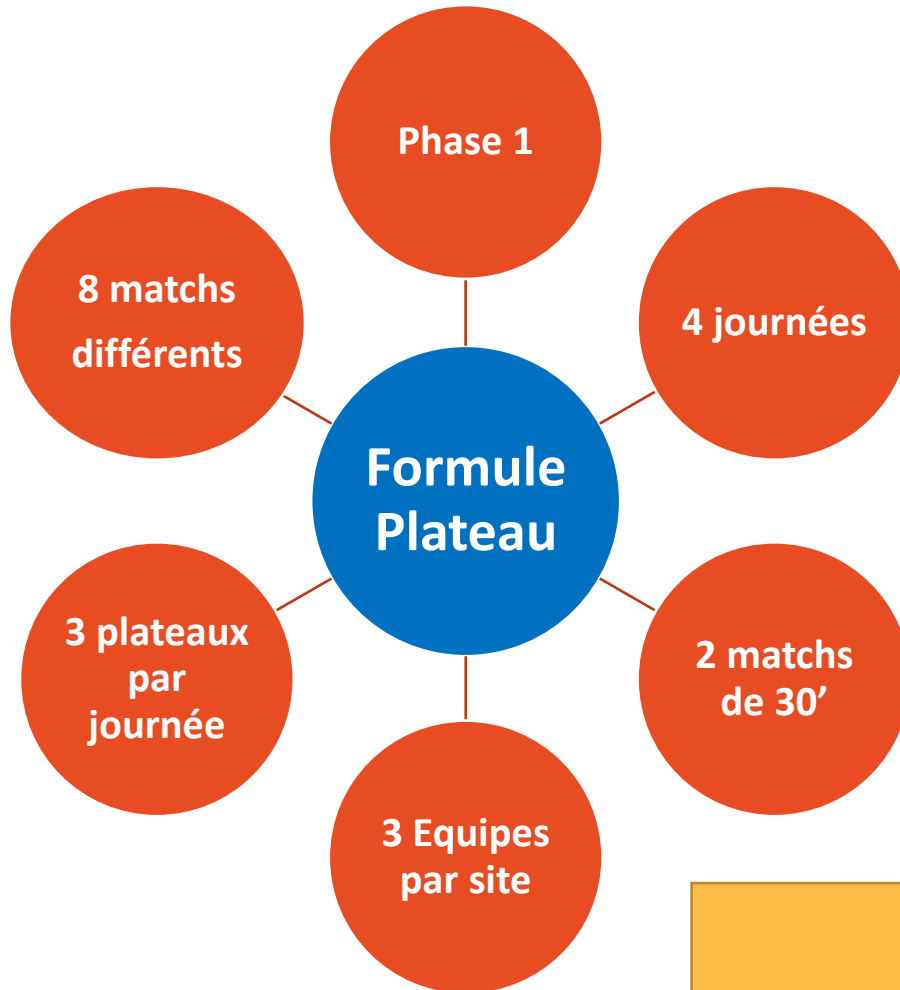 Phase 1
8 matchs
différents
4 journées
Formule
Plateau
3 plateaux
par
journée
2 matchs
de 30’
3 Equipes
par site